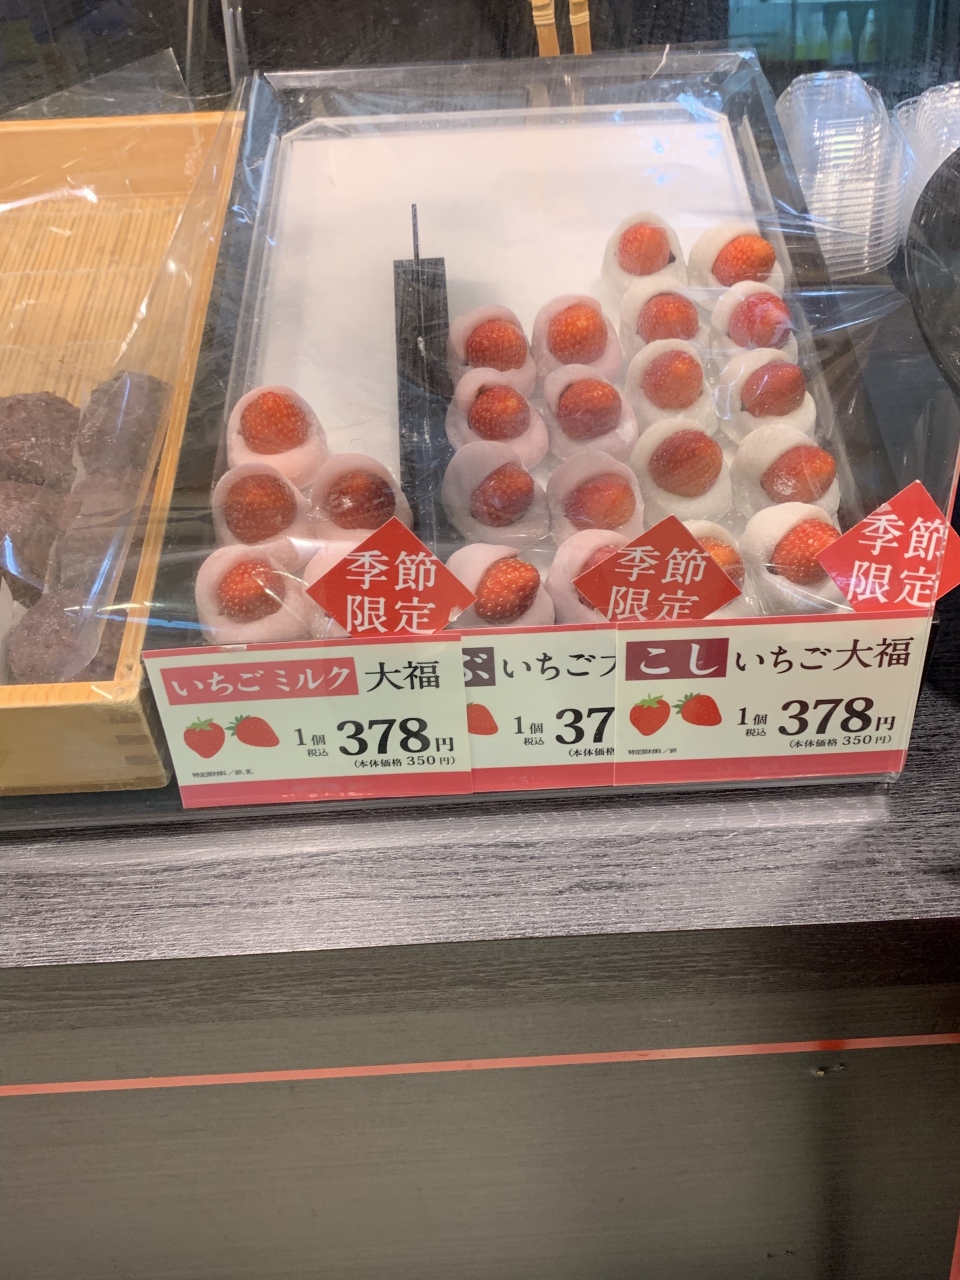 季節
限定
いちごミルク 大福
1個
税込
378円
(本体価格 350円)
特定原材料/卵、乳
季節
限定
ぶ いちご大
1個
税込
37
(本体価格
季節
限定
こし いちご大福
1個
税込
378円
(本体価格 350円)
特定原材料/卵